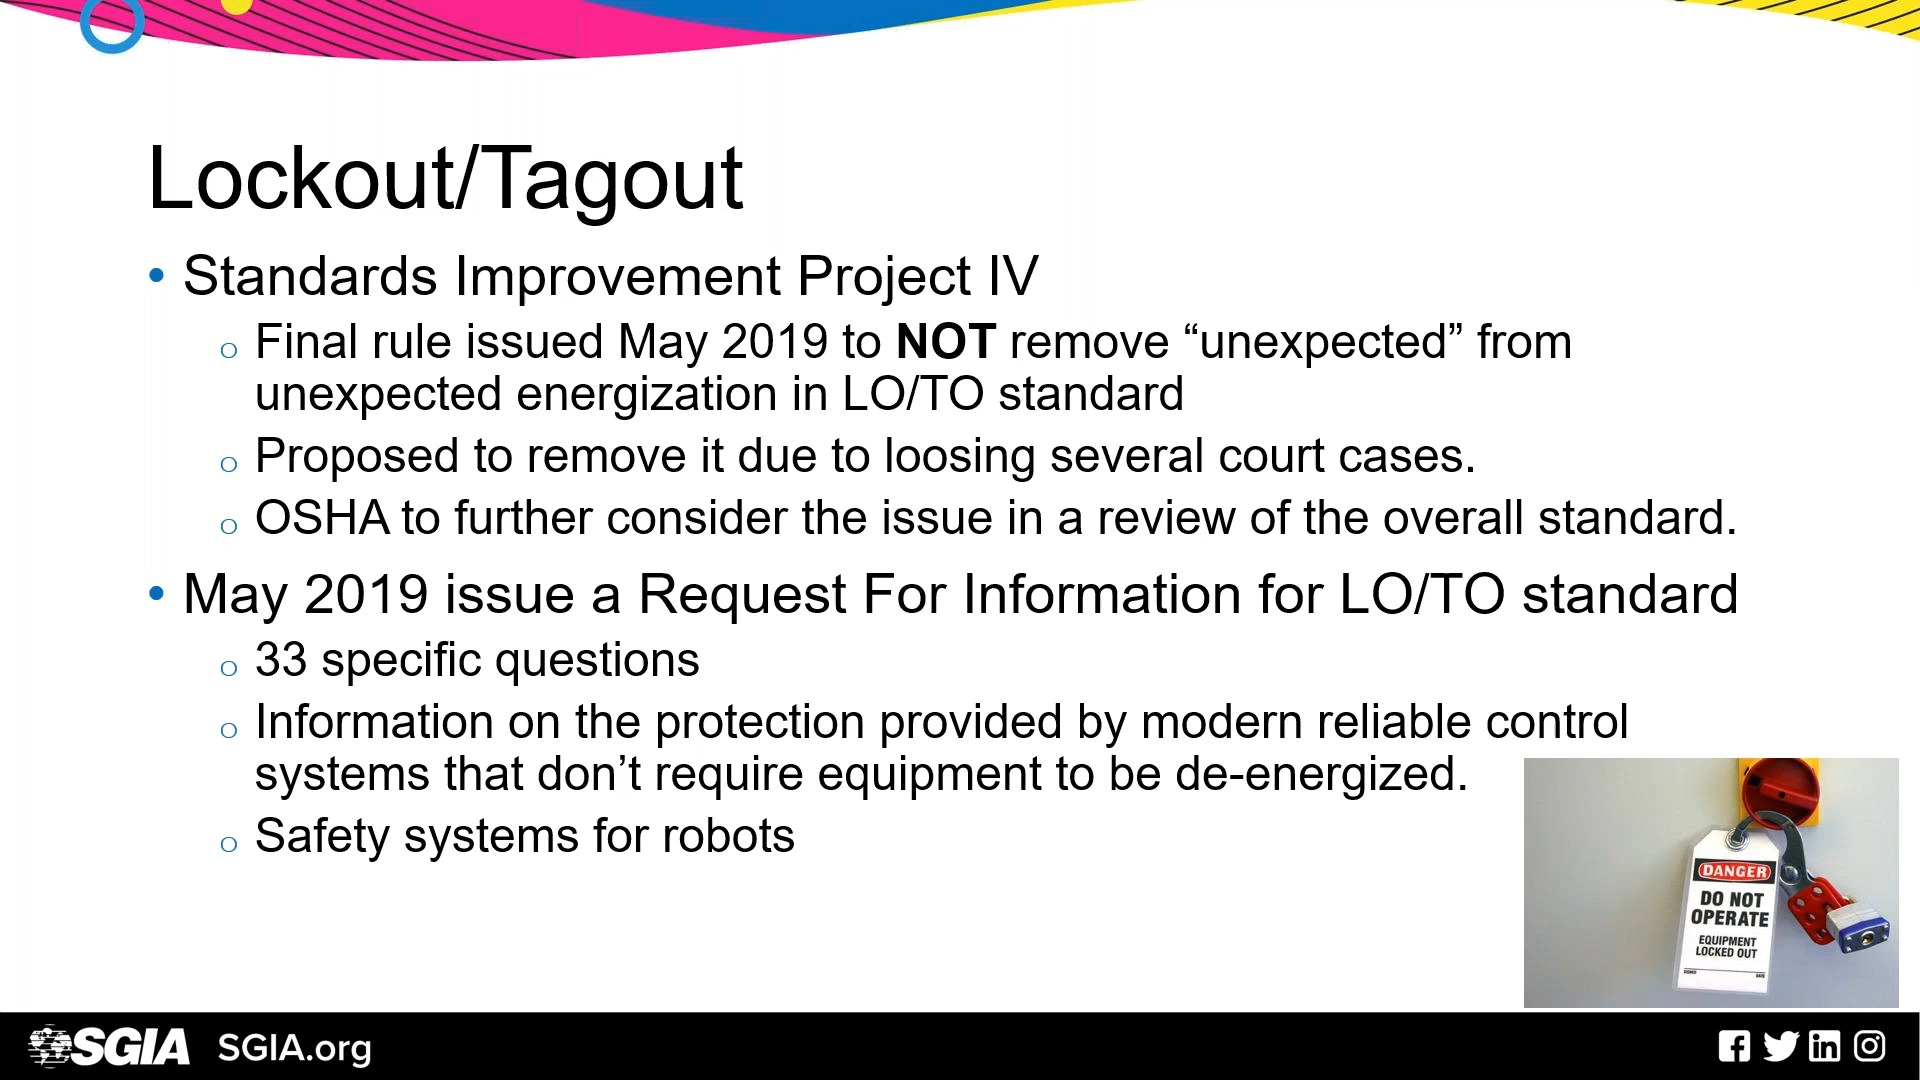 Lockout/Tagout
• Standards Improvement Project IV
o Final rule issued May 2019 to NOT remove “unexpected” from
unexpected energization in LO/TO standard
o Proposed to remove it due to loosing several court cases.
o OSHA to further consider the issue in a review of the overall standard.
• May 2019 issue a Request For Information for LO/TO standard
o 33 specific questions
o Information on the protection provided by modern reliable control
systems that don’t require equipment to be de-energized.
o Safety systems for robots
DANGER
DO NOT
OPERATE
EQUIPMENT
LOCKED OUT
SIGNED DATE
SGIA SGIA.org